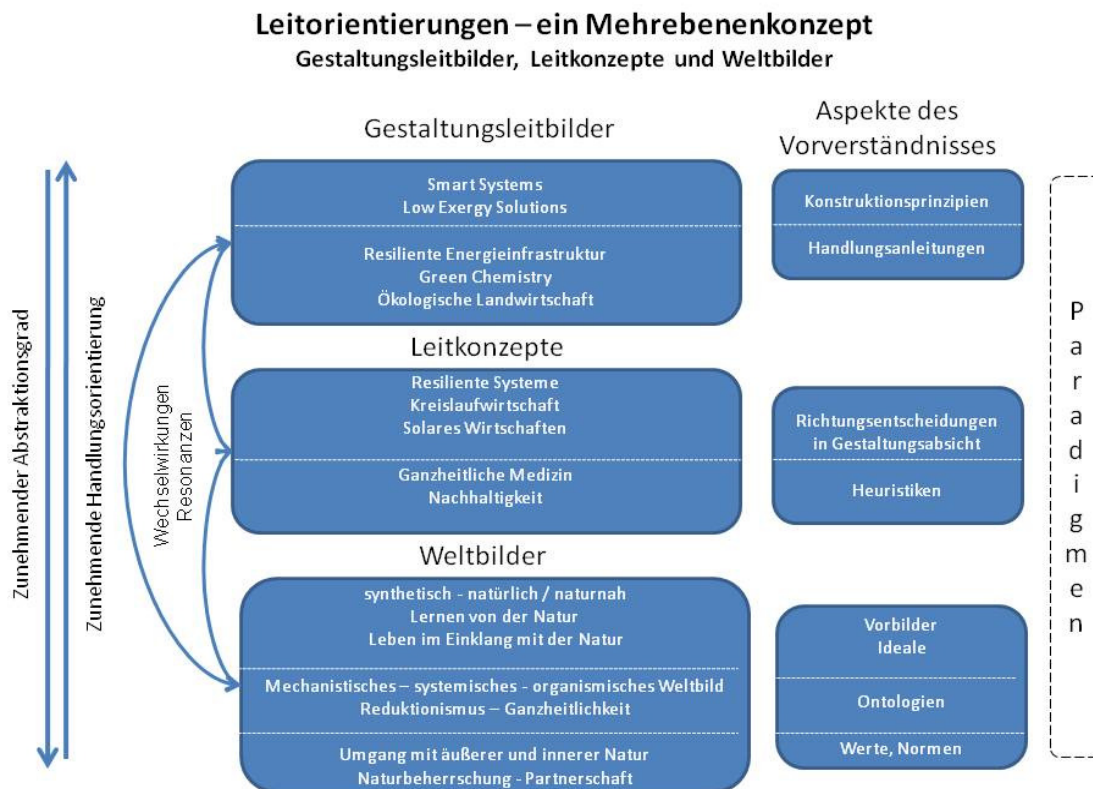 Leitorientierungen – ein Mehrebenenkonzept
Gestaltungsleitbilder, Leitkonzepte und Weltbilder
Zunehmender Abstraktionsgrad
Zunehmende Handlungsorientierung
Wechselwirkungen
Resonanzen
Gestaltungsleitbilder
Smart Systems
Low Exergy Solutions
Resiliente Energieinfrastruktur
Green Chemistry
Ökologische Landwirtschaft
Leitkonzepte
Resiliente Systeme
Kreislaufwirtschaft
Solares Wirtschaften
Ganzheitliche Medizin
Nachhaltigkeit
Weltbilder
synthetisch - natürlich / naturnah
Lernen von der Natur
Leben im Einklang mit der Natur
Mechanistisches – systemisches - organismisches Weltbild
Reduktionismus – Ganzheitlichkeit
Umgang mit äußerer und innerer Natur
Naturbeherrschung - Partnerschaft
Aspekte des
Vorverständnisses
Konstruktionsprinzipien
Handlungsanleitungen
Richtungsentscheidungen
in Gestaltungsabsicht
Heuristiken
Vorbilder
Ideale
Ontologien
Werte, Normen
Paradigmen